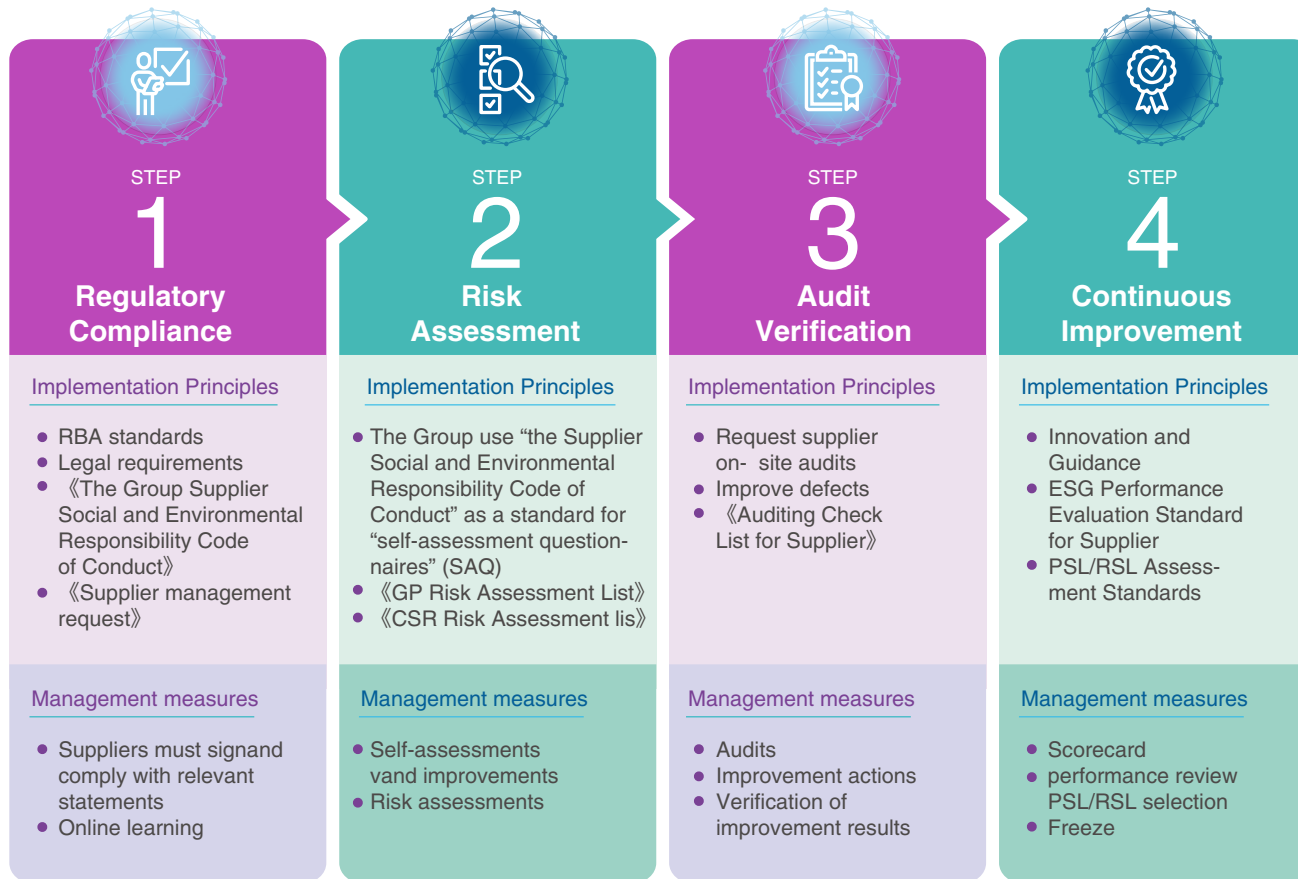 STEP
1
Regulatory
Compliance
Implementation Principles
RBA standards
Legal requirements
《The Group Supplier
Social and Environmental
Responsibility Code
of Conduct》
《Supplier management
request》
Management measures
Suppliers must signand
comply with relevant
statements
Online learning
STEP
2
Risk
Assessment
Implementation Principles
The Group use “the Supplier
Social and Environmental
Responsibility Code of
Conduct” as a standard for
“self-assessment question-
naires” (SAQ)
《GP Risk Assessment List》
《CSR Risk Assessment lis》
Management measures
Self-assessments
vand improvements
Risk assessments
STEP
3
Audit
Verification
Implementation Principles
Request supplier
on- site audits
Improve defects
《Auditing Check
List for Supplier》
Management measures
Audits
Improvement actions
Verification of
improvement results
STEP
4
Continuous
Improvement
Implementation Principles
Innovation and
Guidance
ESG Performance
Evaluation Standard
for Supplier
PSL/RSL Assess-
ment Standards
Management measures
Scorecard
performance review
PSL/RSL selection
Freeze